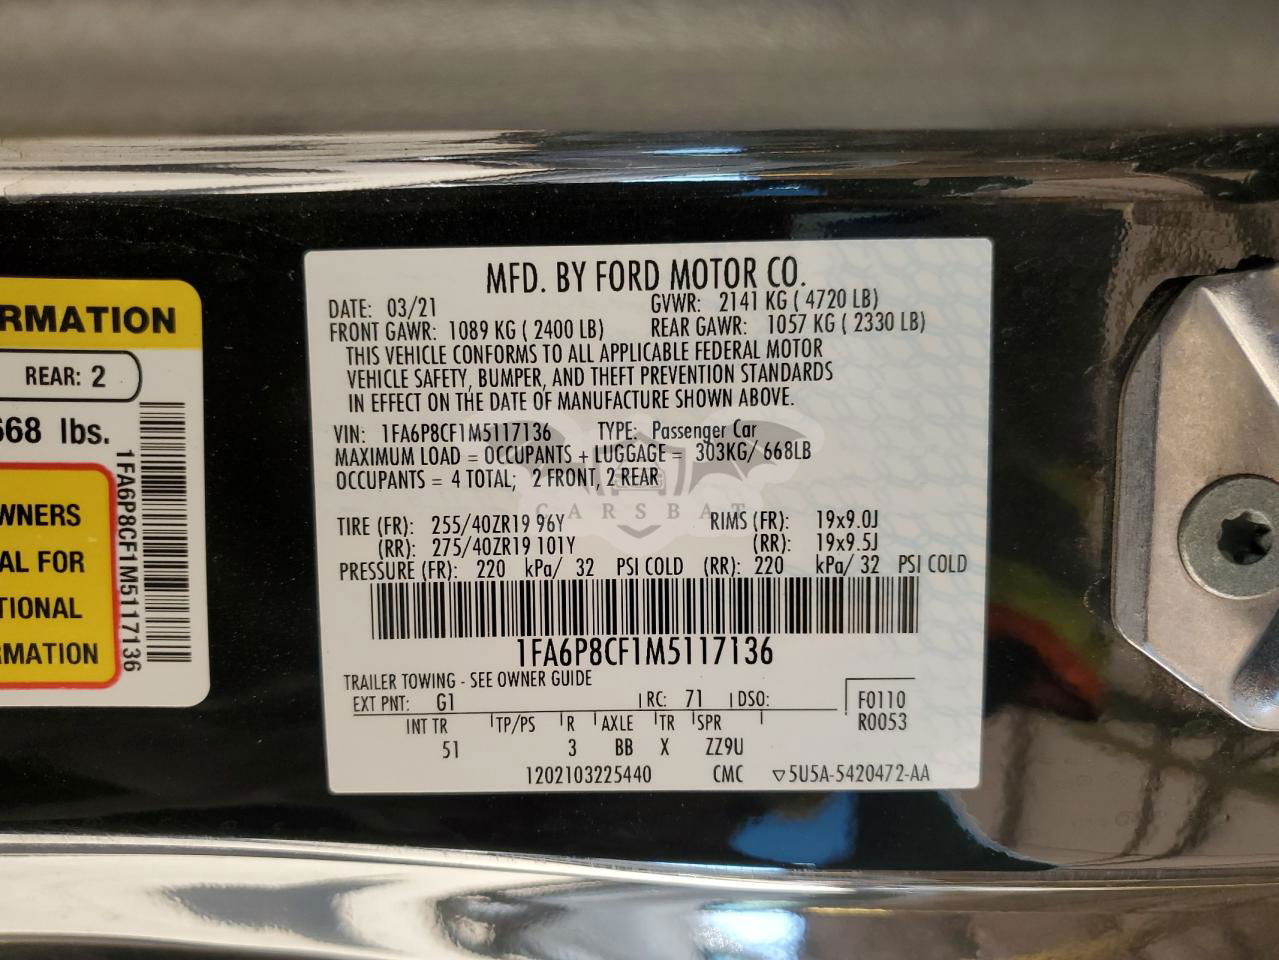 RMATION
REAR: 2
668 lbs.
WNERS
AL FOR
TIONAL
RMATION
1FA6P8CF1M5117136
MFD. BY FORD MOTOR CO.
DATE: 03/21 GVWR: 2141 KG ( 4720 LB)
FRONT GAWR: 1089 KG ( 2400 LB) REAR GAWR: 1057 KG ( 2330 LB)
THIS VEHICLE CONFORMS TO ALL APPLICABLE FEDERAL MOTOR
VEHICLE SAFETY, BUMPER, AND THEFT PREVENTION STANDARDS
IN EFFECT ON THE DATE OF MANUFACTURE SHOWN ABOVE.
VIN: 1FA6P8CF1M5117136 TYPE: Passenger Car
MAXIMUM LOAD = OCCUPANTS + LUGGAGE = 303KG/ 668LB
OCCUPANTS = 4 TOTAL; 2 FRONT, 2 REAR
CARSBAT
TIRE (FR): 255/40ZR19 96Y RIMS (FR): 19x9.0J
(RR): 275/40ZR19 101Y (RR): 19x9.5J
PRESSURE (FR): 220 kPa/ 32 PSI COLD (RR): 220 kPa/ 32 PSI COLD
1FA6P8CF1M5117136
TRAILER TOWING - SEE OWNER GUIDE
EXT PNT: G1 RC: 71 DSO: F0110
INT TR TP/PS R AXLE TR SPR R0053
51 3 BB X ZZ9U
1202103225440 CMC ▽5U5A-5420472-AA